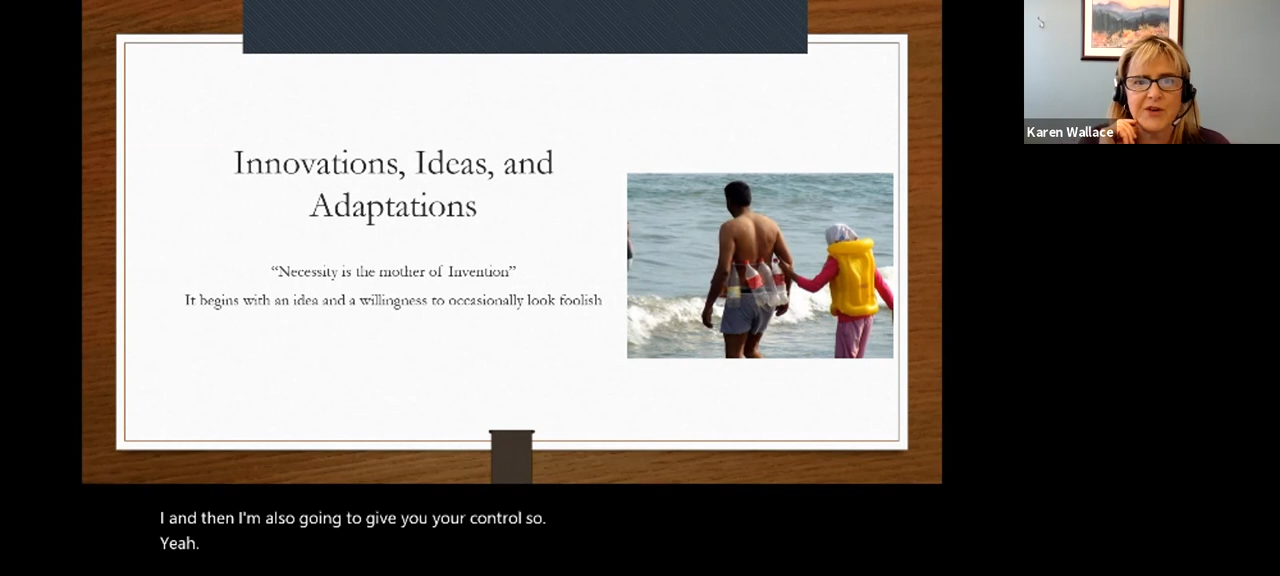 Innovations, Ideas, and
Adaptations
“Necessity is the mother of Invention”
It begins with an idea and a willingness to occasionally look foolish
Karen Wallace
I and then I'm also going to give you your control so.
Yeah.